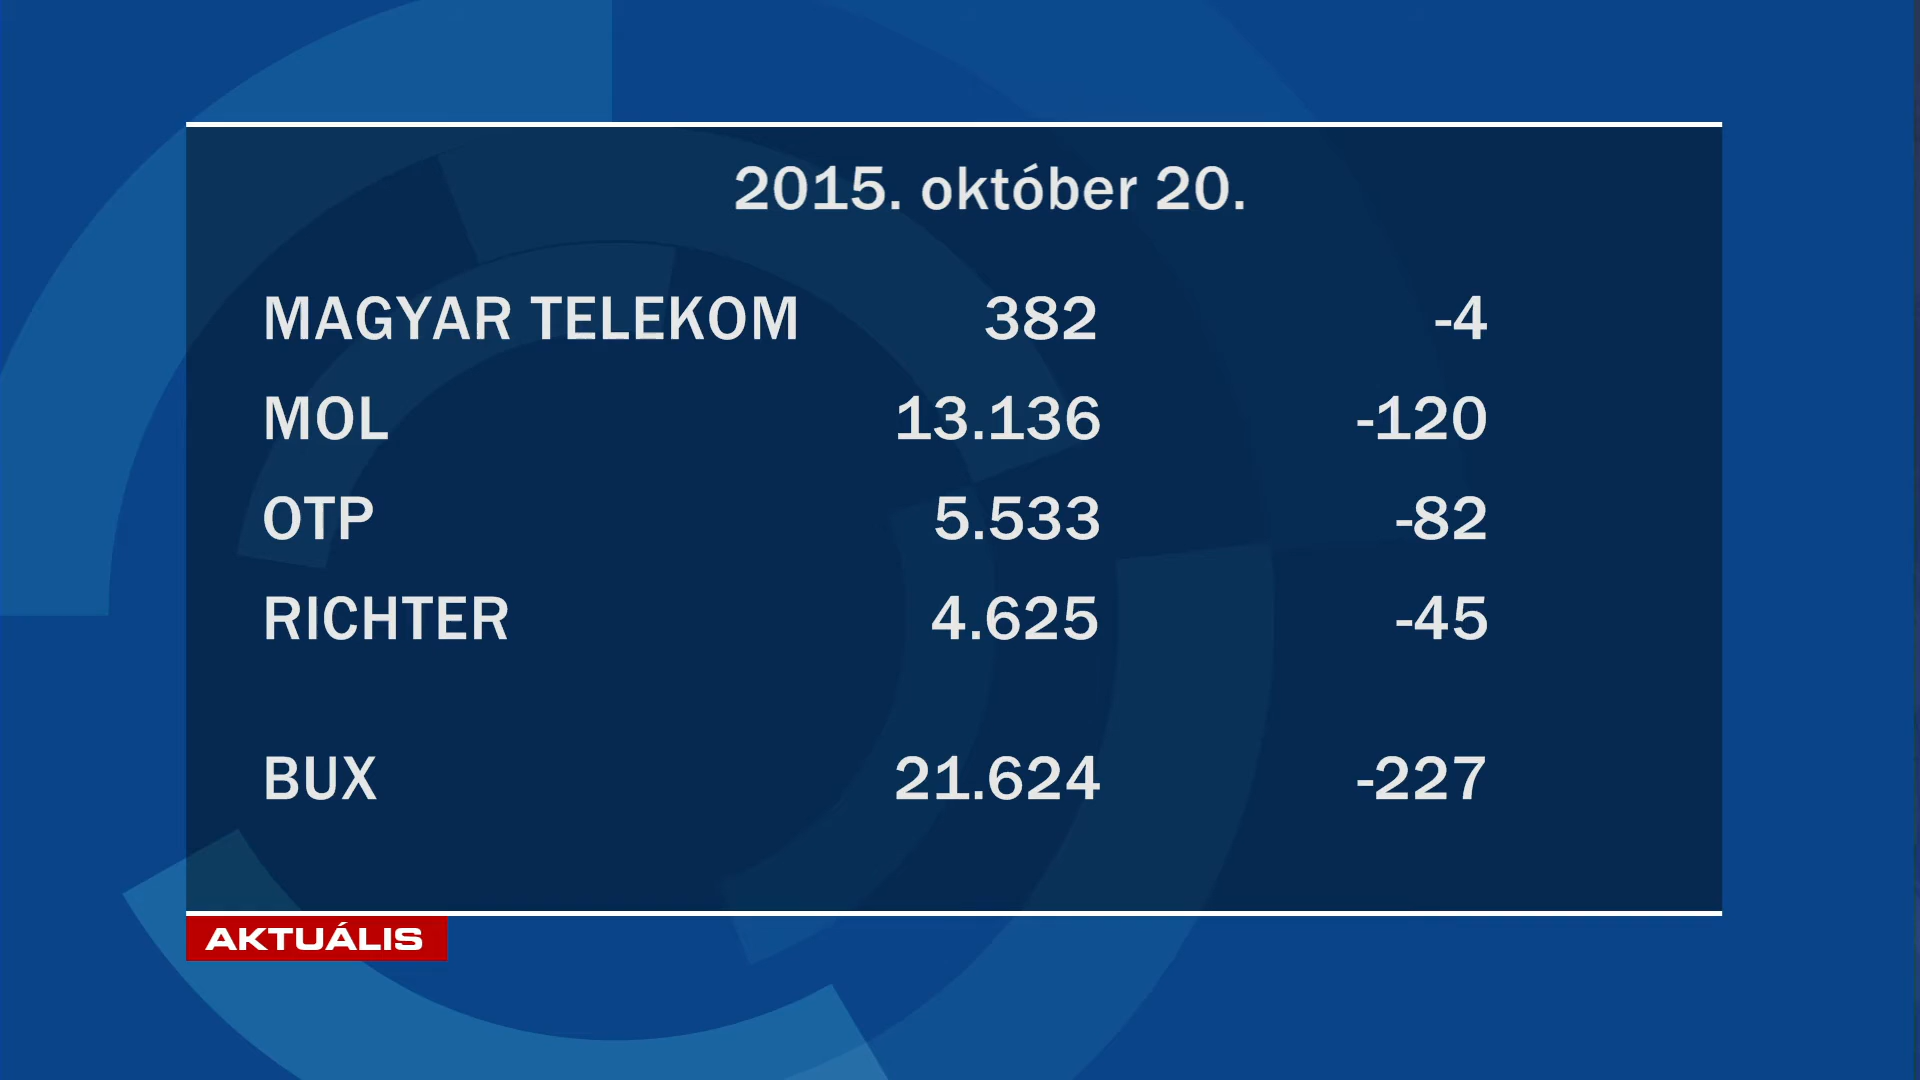 2015. október 20.
MAGYAR TELEKOM 382 -4
MOL 13.136 -120
OTP 5.533 -82
RICHTER 4.625 -45
BUX 21.624 -227
AKTUÁLIS